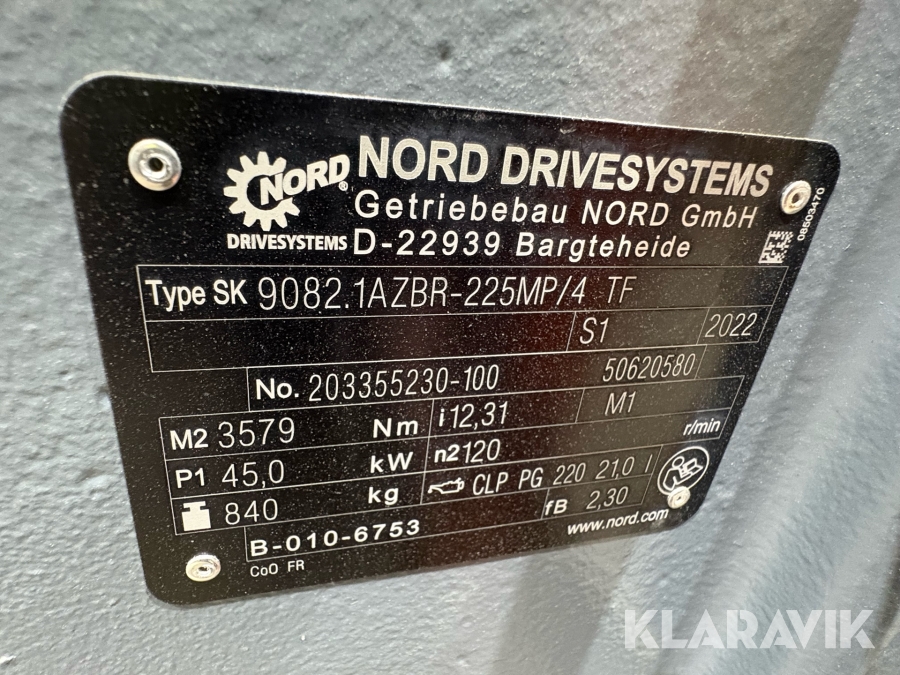 NORD DRIVESYSTEMS
NORD®
DRIVESYSTEMS
Getriebebau NORD GmbH
D-22939 Bargteheide
08503470
Type SK 9082.1AZBR-225MP/4 TF
S1 2022
No. 203355230-100 50620580
M2 3579 Nm i 12,31 M1
P1 45,0 kW n2 120 r/min
840 kg CLP PG 220 21.0 l
B-010-6753 fB 2,30
CoO FR www.nord.com
KLARAVIK